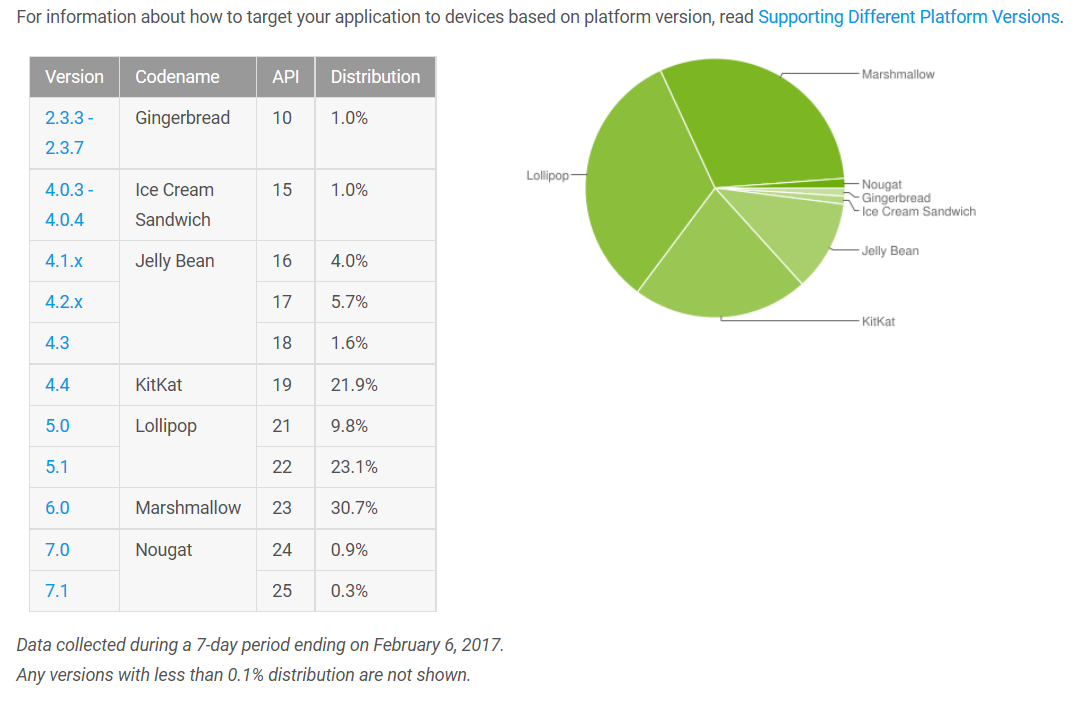 For information about how to target your application to devices based on platform version, read Supporting Different Platform Versions.
Version Codename API Distribution
2.3.3 - Gingerbread 10 1.0%
2.3.7
4.0.3 - Ice Cream 15 1.0%
4.0.4 Sandwich
4.1.x Jelly Bean 16 4.0%
4.2.x 17 5.7%
4.3 18 1.6%
4.4 KitKat 19 21.9%
5.0 Lollipop 21 9.8%
5.1 22 23.1%
6.0 Marshmallow 23 30.7%
7.0 Nougat 24 0.9%
7.1 25 0.3%
Marshmallow
Lollipop
Nougat
Gingerbread
Ice Cream Sandwich
Jelly Bean
KitKat
Data collected during a 7-day period ending on February 6, 2017.
Any versions with less than 0.1% distribution are not shown.